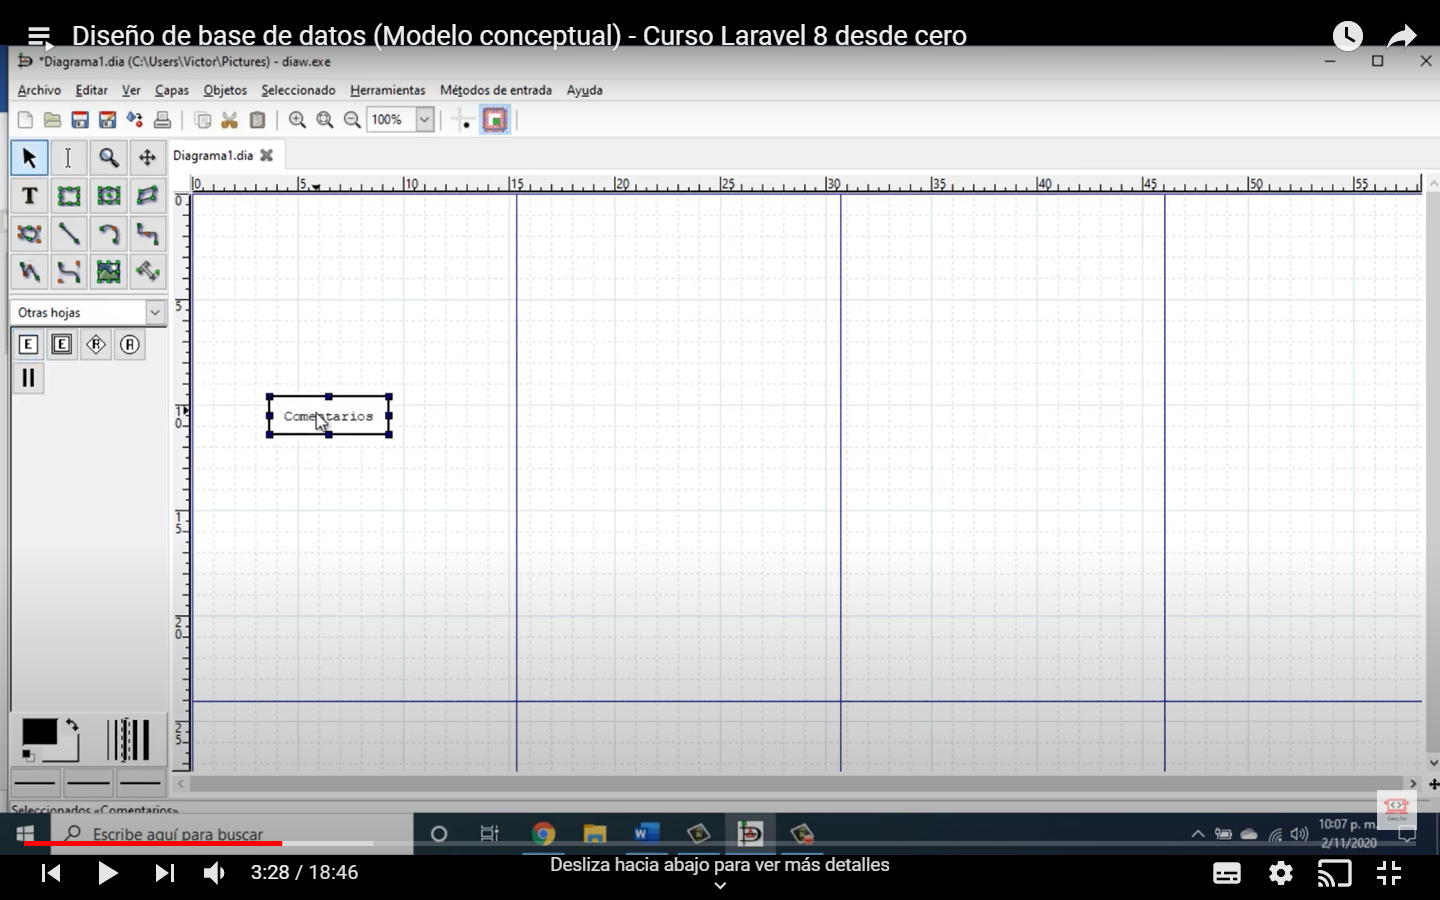 Diseño de base de datos (Modelo conceptual) - Curso Laravel 8 desde cero
*Diagrama1.dia (C:\Users\Victor\Pictures) - diaw.exe
Archivo Editar Ver Capas Objetos Seleccionado Herramientas Métodos de entrada Ayuda
100%
Diagrama1.dia
0 5 10 15 20 25 30 35 40 45 50 55
0
5
10
15
20
25
T
Otras hojas
E E R A
Comentarios
Seleccionados «Comentarios»
Escribe aquí para buscar
10:07 p. m.
2/11/2020
3:28 / 18:46
Desliza hacia abajo para ver más detalles